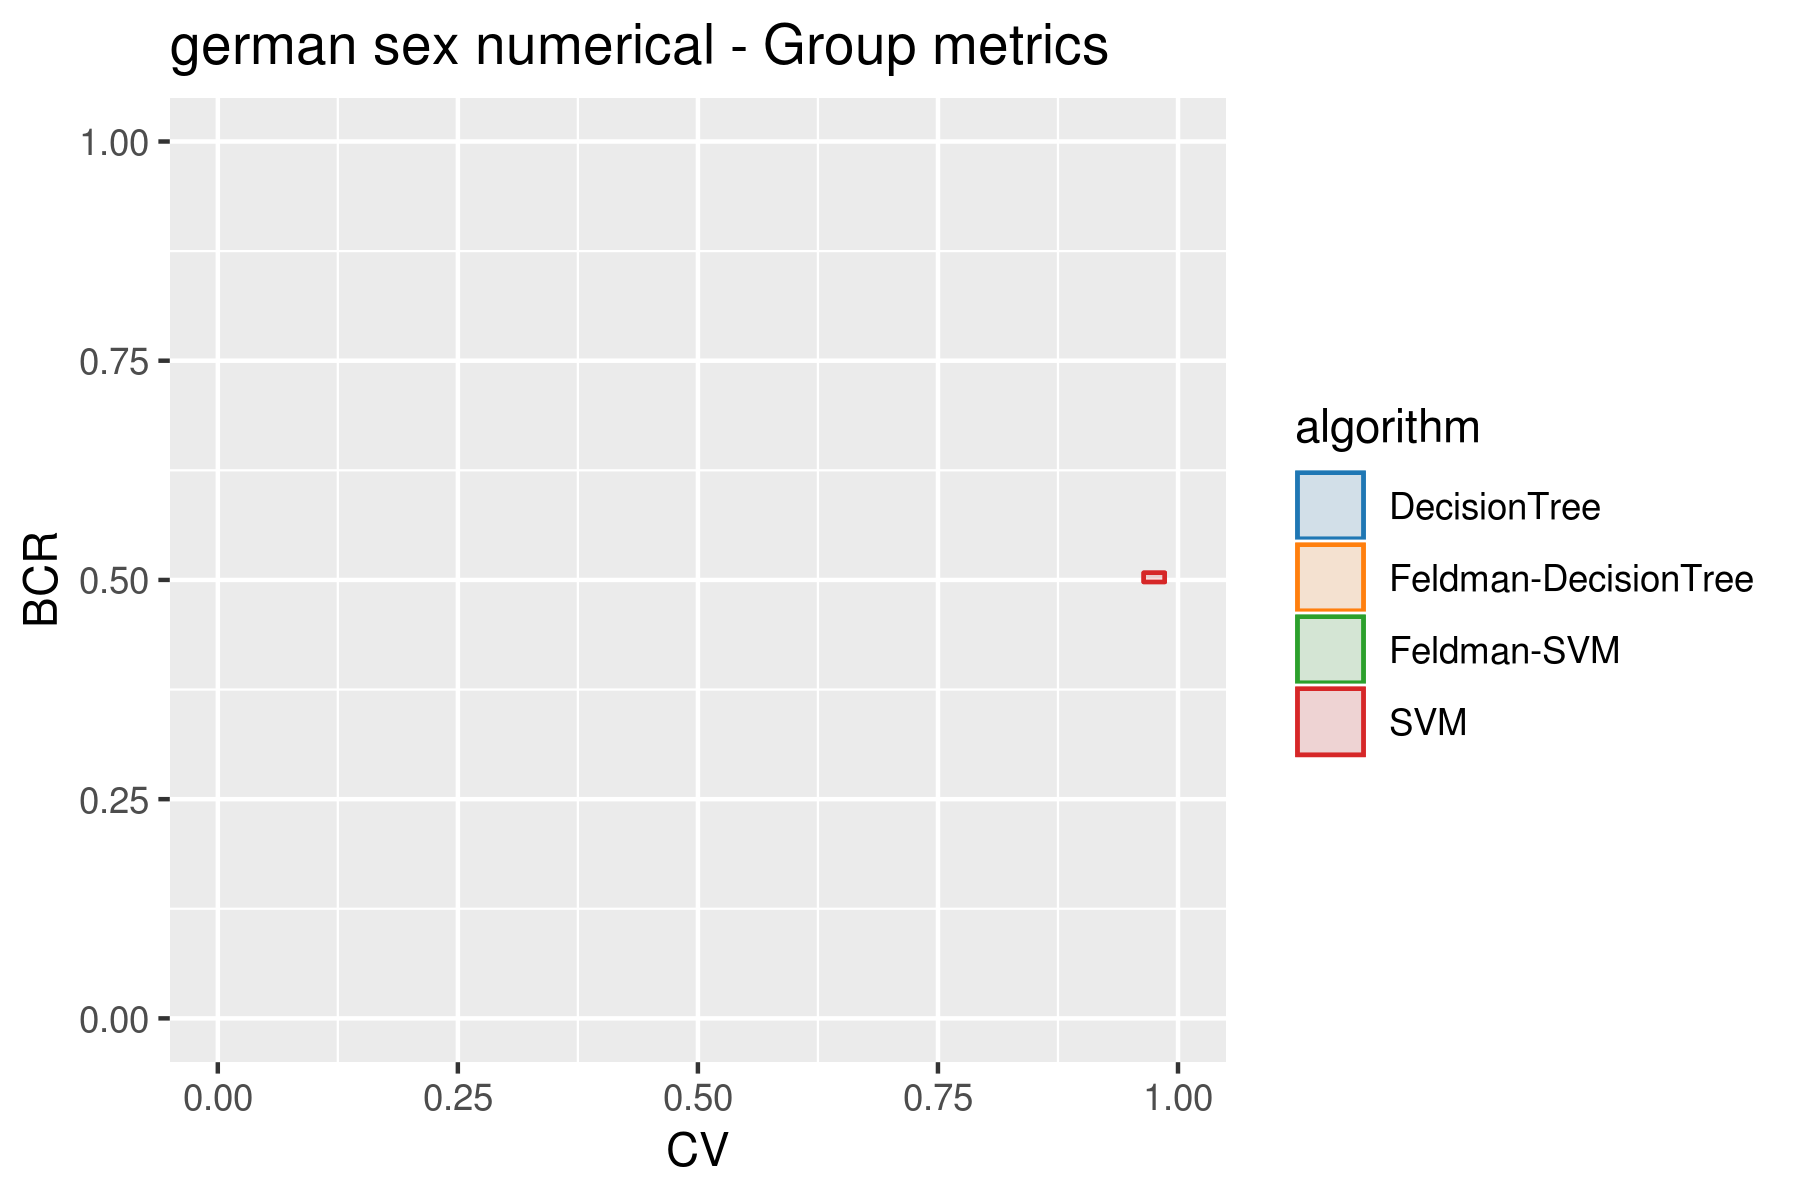 german sex numerical - Group metrics
BCR
1.00
0.75
0.50
0.25
0.00
0.00 0.25 0.50 0.75 1.00
CV
algorithm
DecisionTree
Feldman-DecisionTree
Feldman-SVM
SVM